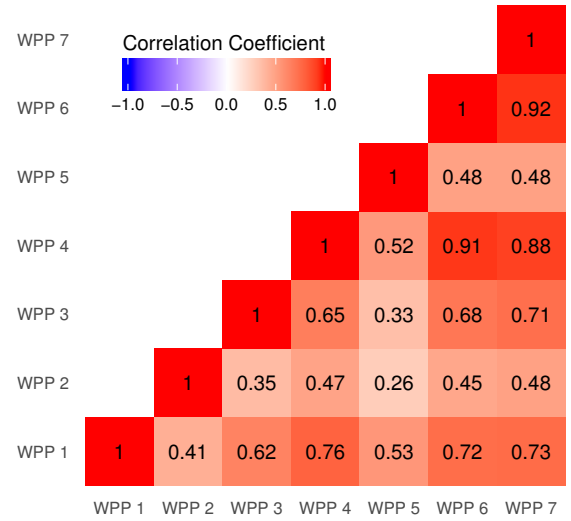 WPP 7
Correlation Coefficient
1
−1.0 −0.5 0.0 0.5 1.0
WPP 6
1 0.92
WPP 5
1 0.48 0.48
WPP 4
1 0.52 0.91 0.88
WPP 3
1 0.65 0.33 0.68 0.71
WPP 2
1 0.35 0.47 0.26 0.45 0.48
WPP 1
1 0.41 0.62 0.76 0.53 0.72 0.73
WPP 1 WPP 2 WPP 3 WPP 4 WPP 5 WPP 6 WPP 7